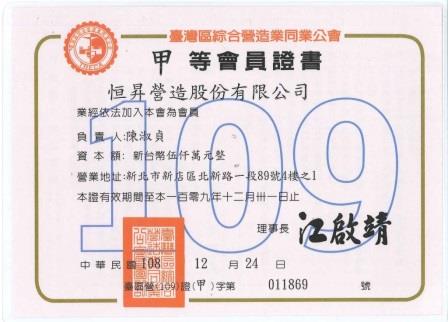 臺灣區綜合營造業同業公會
甲等會員證書
109
恒昇營造股份有限公司
業經依法加入本會為會員
負責人:陳淑貞
資本額:新台幣伍仟萬元整
營業地址:新北市新店區北新路一段89號4樓之1
本證有效期間至本一百零九年十二月卅一日止
理事長 江啟靖
中華民國 108 年 12 月 24 日
臺區營(109)證(甲)字第 011869 號